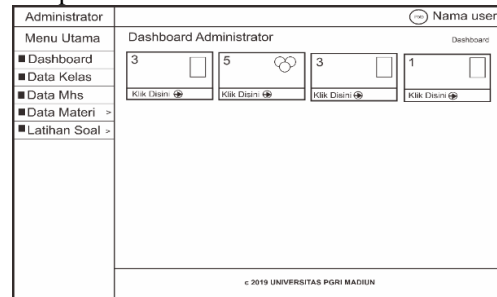 Administrator
Nama user
Menu Utama
Dashboard Administrator
Dashboard
Dashboard
Data Kelas
Data Mhs
Data Materi >
Latihan Soal >
3
5
3
1
Klik Disini
Klik Disini
Klik Disini
Klik Disini
c 2019 UNIVERSITAS PGRI MADIUN